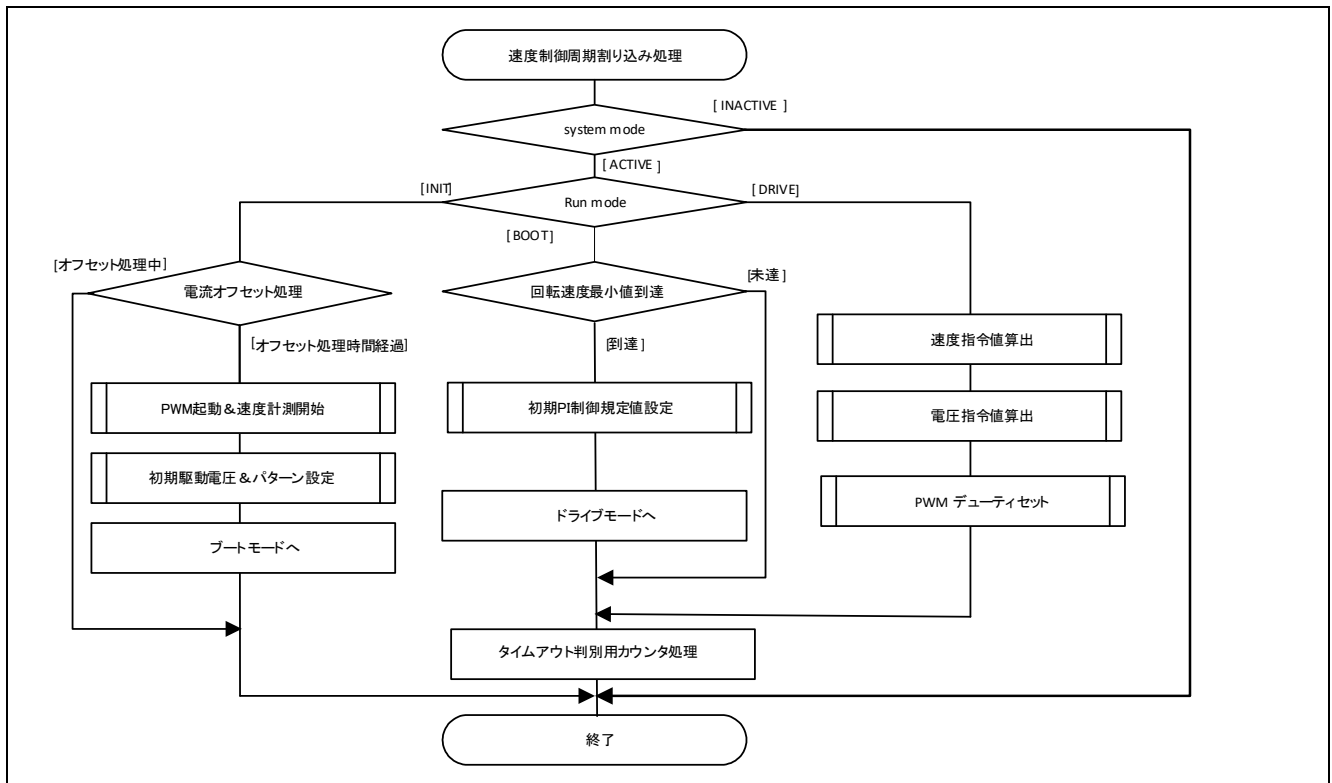 速度制御周期割り込み処理
[ INACTIVE ]
system mode
[ ACTIVE ]
[INIT]
[ DRIVE]
Run mode
[BOOT]
[オフセット処理中]
[未達]
電流オフセット処理
回転速度最小値到達
[オフセット処理時間経過]
[到達]
速度指令値算出
PWM起動＆速度計測開始
初期PI制御規定値設定
電圧指令値算出
初期駆動電圧＆パターン設定
PWM デューティセット
ドライブモードへ
ブートモードへ
タイムアウト判別用カウンタ処理
終了